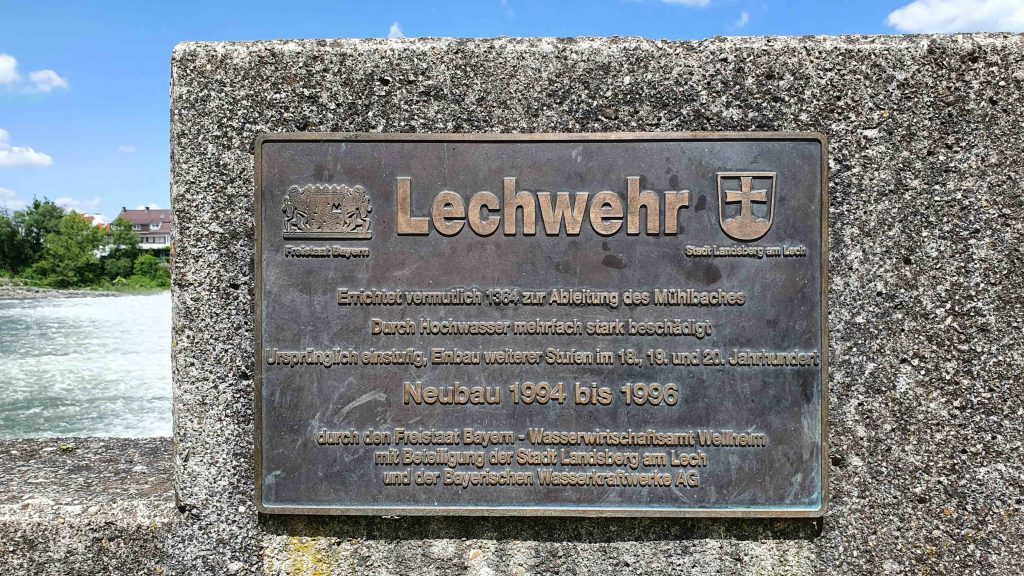 Lechwehr
Freistaat Bayern
Stadt Landsberg am Lech
Errichtet vermutlich 1364 zur Ableitung des Mühlbaches
Durch Hochwasser mehrfach stark beschädigt
Ursprünglich einstufig, Einbau weiterer Stufen im 18., 19. und 20. Jahrhundert
Neubau 1994 bis 1996
durch den Freistaat Bayern - Wasserwirtschaftsamt Weilheim
mit Beteiligung der Stadt Landsberg am Lech
und der Bayerischen Wasserkraftwerke AG